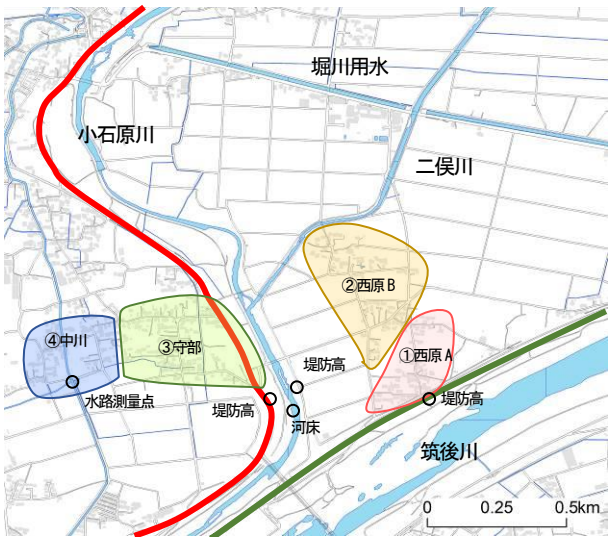 堀川用水
小石原川
二俣川
②西原B
④中川
③守部
①西原A
堤防高
水路測量点
堤防高
堤防高
河床
筑後川
0 0.25 0.5km